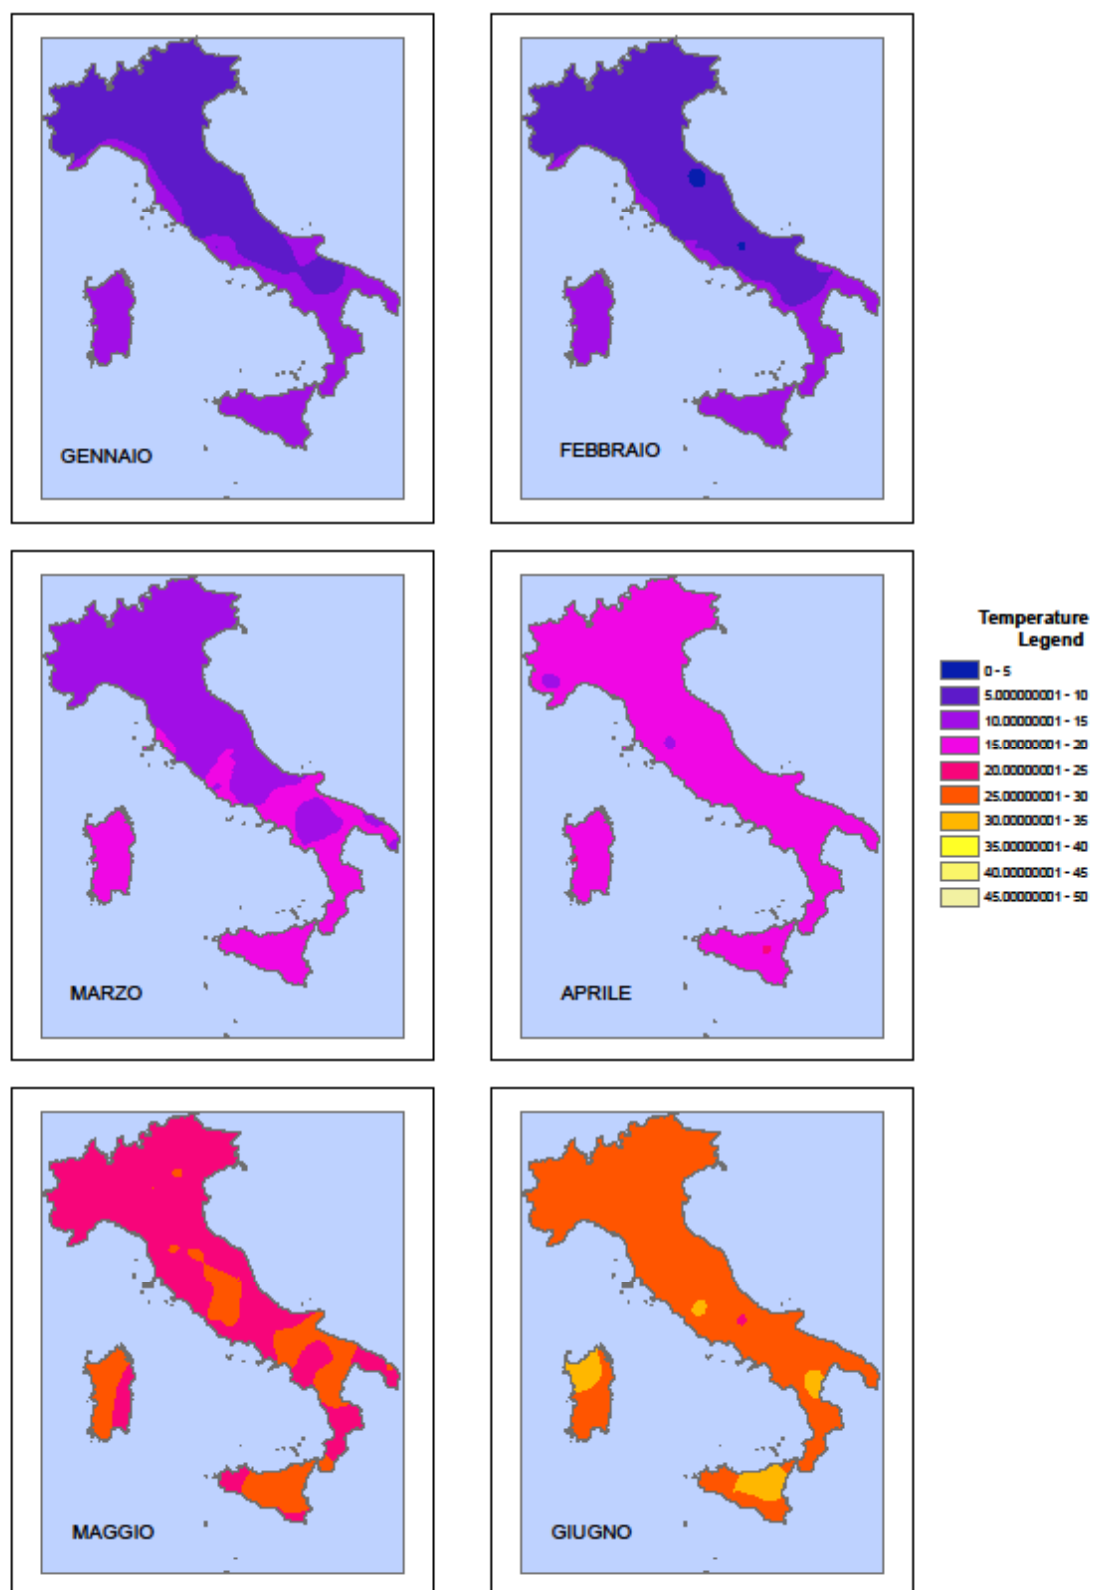 GENNAIO
FEBBRAIO
MARZO
APRILE
Temperature
Legend
0 - 5
5.000000001 - 10
10.00000001 - 15
15.00000001 - 20
20.00000001 - 25
25.00000001 - 30
30.00000001 - 35
35.00000001 - 40
40.00000001 - 45
45.00000001 - 50
MAGGIO
GIUGNO